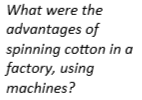 What were the
advantages of
spinning cotton in a
factory, using
machines?